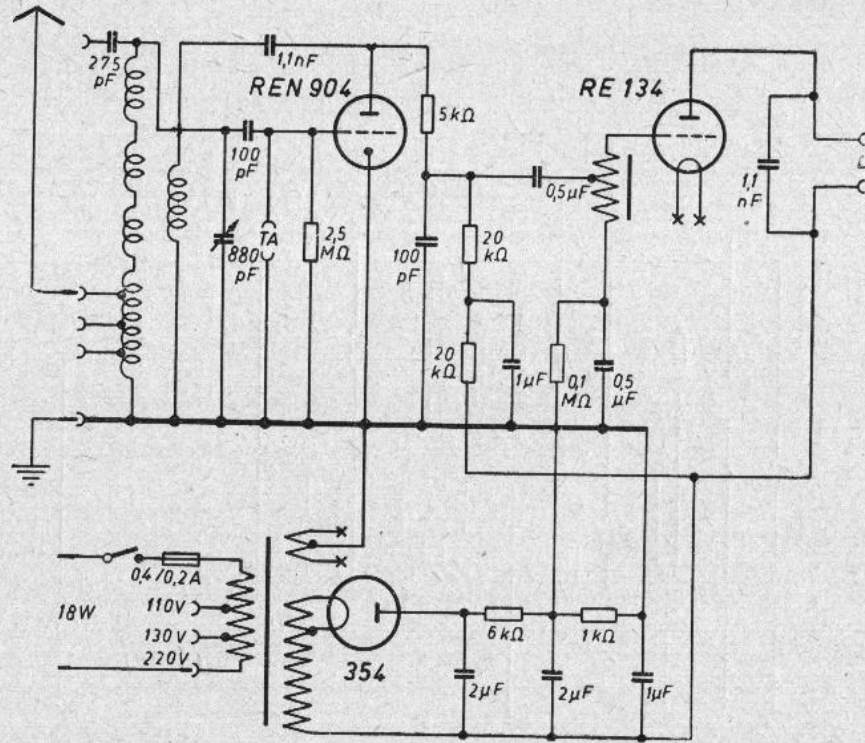 275
pF
1,1nF
REN 904
5kΩ
RE 134
100
pF
0,5µF
1,1
nF
TA
880
pF
2,5
MΩ
100
pF
20
kΩ
20
kΩ
1µF
0,1
MΩ
0,5
µF
0,4/0,2A
18W
110V
130V
220V
354
6kΩ
1kΩ
2µF
2µF
1µF